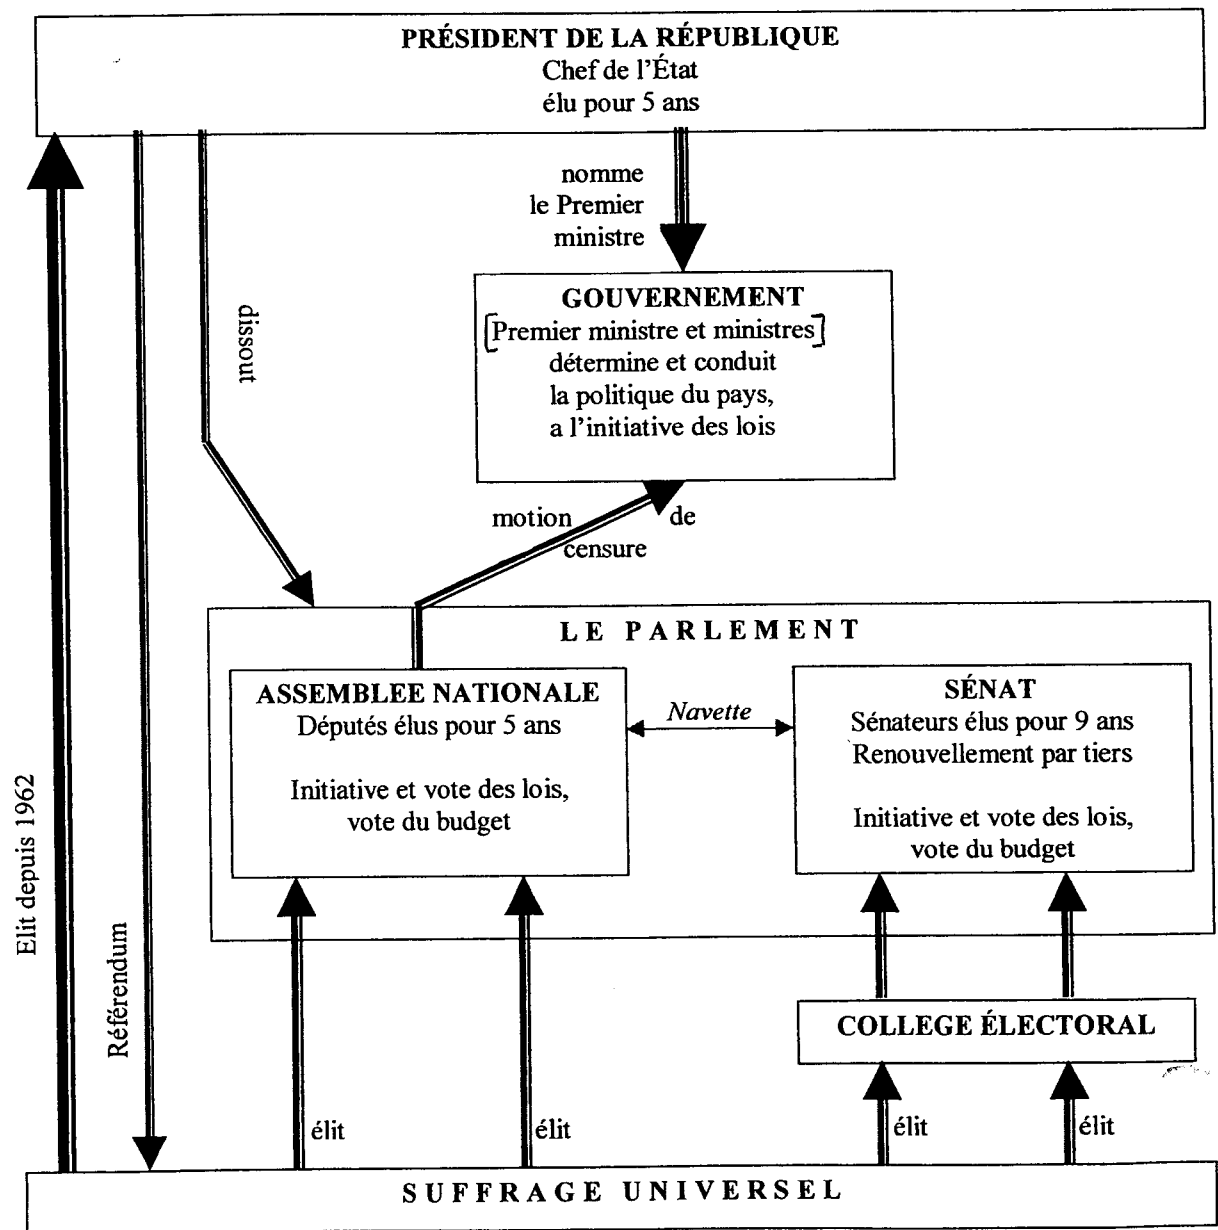 PRÉSIDENT DE LA RÉPUBLIQUE
Chef de l'État
élu pour 5 ans
nomme
le Premier
ministre
dissout
GOUVERNEMENT
[Premier ministre et ministres]
détermine et conduit
la politique du pays,
a l'initiative des lois
motion de
censure
LE PARLEMENT
ASSEMBLEE NATIONALE
Députés élus pour 5 ans
Initiative et vote des lois,
vote du budget
Navette
SÉNAT
Sénateurs élus pour 9 ans
Renouvellement par tiers
Initiative et vote des lois,
vote du budget
Elit depuis 1962
Référendum
COLLEGE ÉLECTORAL
élit
élit
élit
élit
SUFFRAGE UNIVERSEL